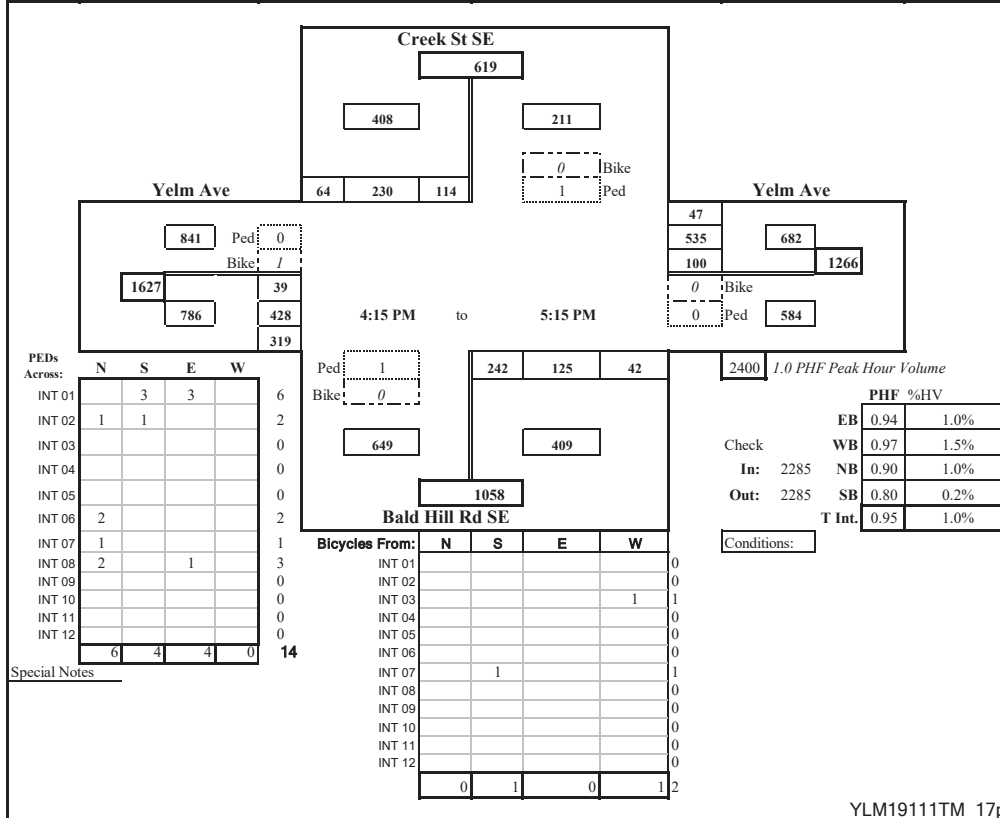 Creek St SE
619
408 211
0 Bike
Yelm Ave 64 230 114 1 Ped Yelm Ave
47
841 Ped 0 535 682
Bike 1 100 1266
1627 39 0 Bike
786 428 4:15 PM to 5:15 PM 0 Ped 584
319
PEDs
Across: N S E W Ped 1 242 125 42 2400 1.0 PHF Peak Hour Volume
INT 01 3 3 6 Bike 0 PHF %HV
INT 02 1 1 2 EB 0.94 1.0%
INT 03 0 649 409 Check WB 0.97 1.5%
INT 04 0 In: 2285 NB 0.90 1.0%
INT 05 0 1058 Out: 2285 SB 0.80 0.2%
INT 06 2 2 Bald Hill Rd SE T Int. 0.95 1.0%
INT 07 1 1 Bicycles From: N S E W Conditions:
INT 08 2 1 3 INT 01 0
INT 09 0 INT 02 0
INT 10 0 INT 03 1 1
INT 11 0 INT 04 0
INT 12 0 INT 05 0
6 4 4 0 14 INT 06 0
Special Notes INT 07 1 1
INT 08 0
INT 09 0
INT 10 0
INT 11 0
INT 12 0
0 1 0 1 2
YLM19111TM_17p